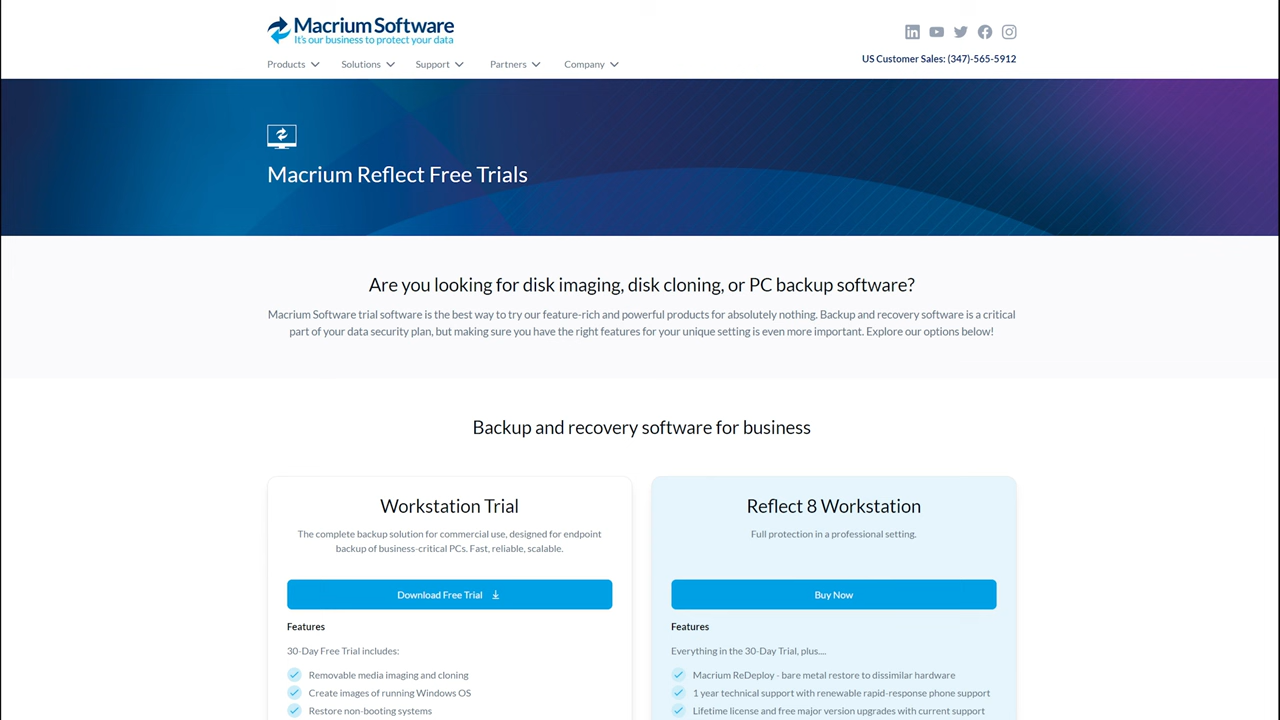 Macrium Software
It's our business to protect your data
Products
Solutions
Support
Partners
Company
US Customer Sales: (347)-565-5912
Macrium Reflect Free Trials
Are you looking for disk imaging, disk cloning, or PC backup software?
Macrium Software trial software is the best way to try our feature-rich and powerful products for absolutely nothing. Backup and recovery software is a critical
part of your data security plan, but making sure you have the right features for your unique setting is even more important. Explore our options below!
Backup and recovery software for business
Workstation Trial
The complete backup solution for commercial use, designed for endpoint
backup of business-critical PCs. Fast, reliable, scalable.
Download Free Trial
Features
30-Day Free Trial includes:
Removable media imaging and cloning
Create images of running Windows OS
Restore non-booting systems
Reflect 8 Workstation
Full protection in a professional setting.
Buy Now
Features
Everything in the 30-Day Trial, plus....
Macrium ReDeploy - bare metal restore to dissimilar hardware
1 year technical support with renewable rapid-response phone support
Lifetime license and free major version upgrades with current support